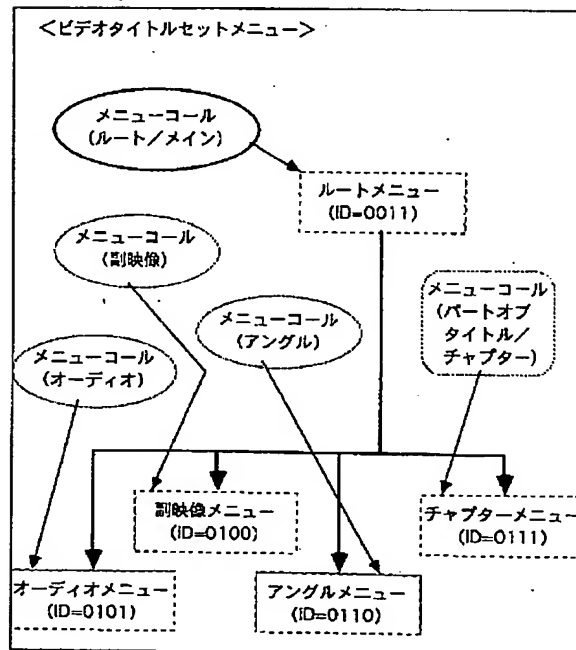 <ビデオタイトルセットメニュー>
メニューコール
(ルート/メイン)
ルートメニュー
(ID=0011)
メニューコール
(副映像)
メニューコール
(アングル)
メニューコール
(パートオブ
タイトル/
チャプター)
メニューコール
(オーディオ)
副映像メニュー
(ID=0100)
チャプターメニュー
(ID=0111)
オーディオメニュー
(ID=0101)
アングルメニュー
(ID=0110)